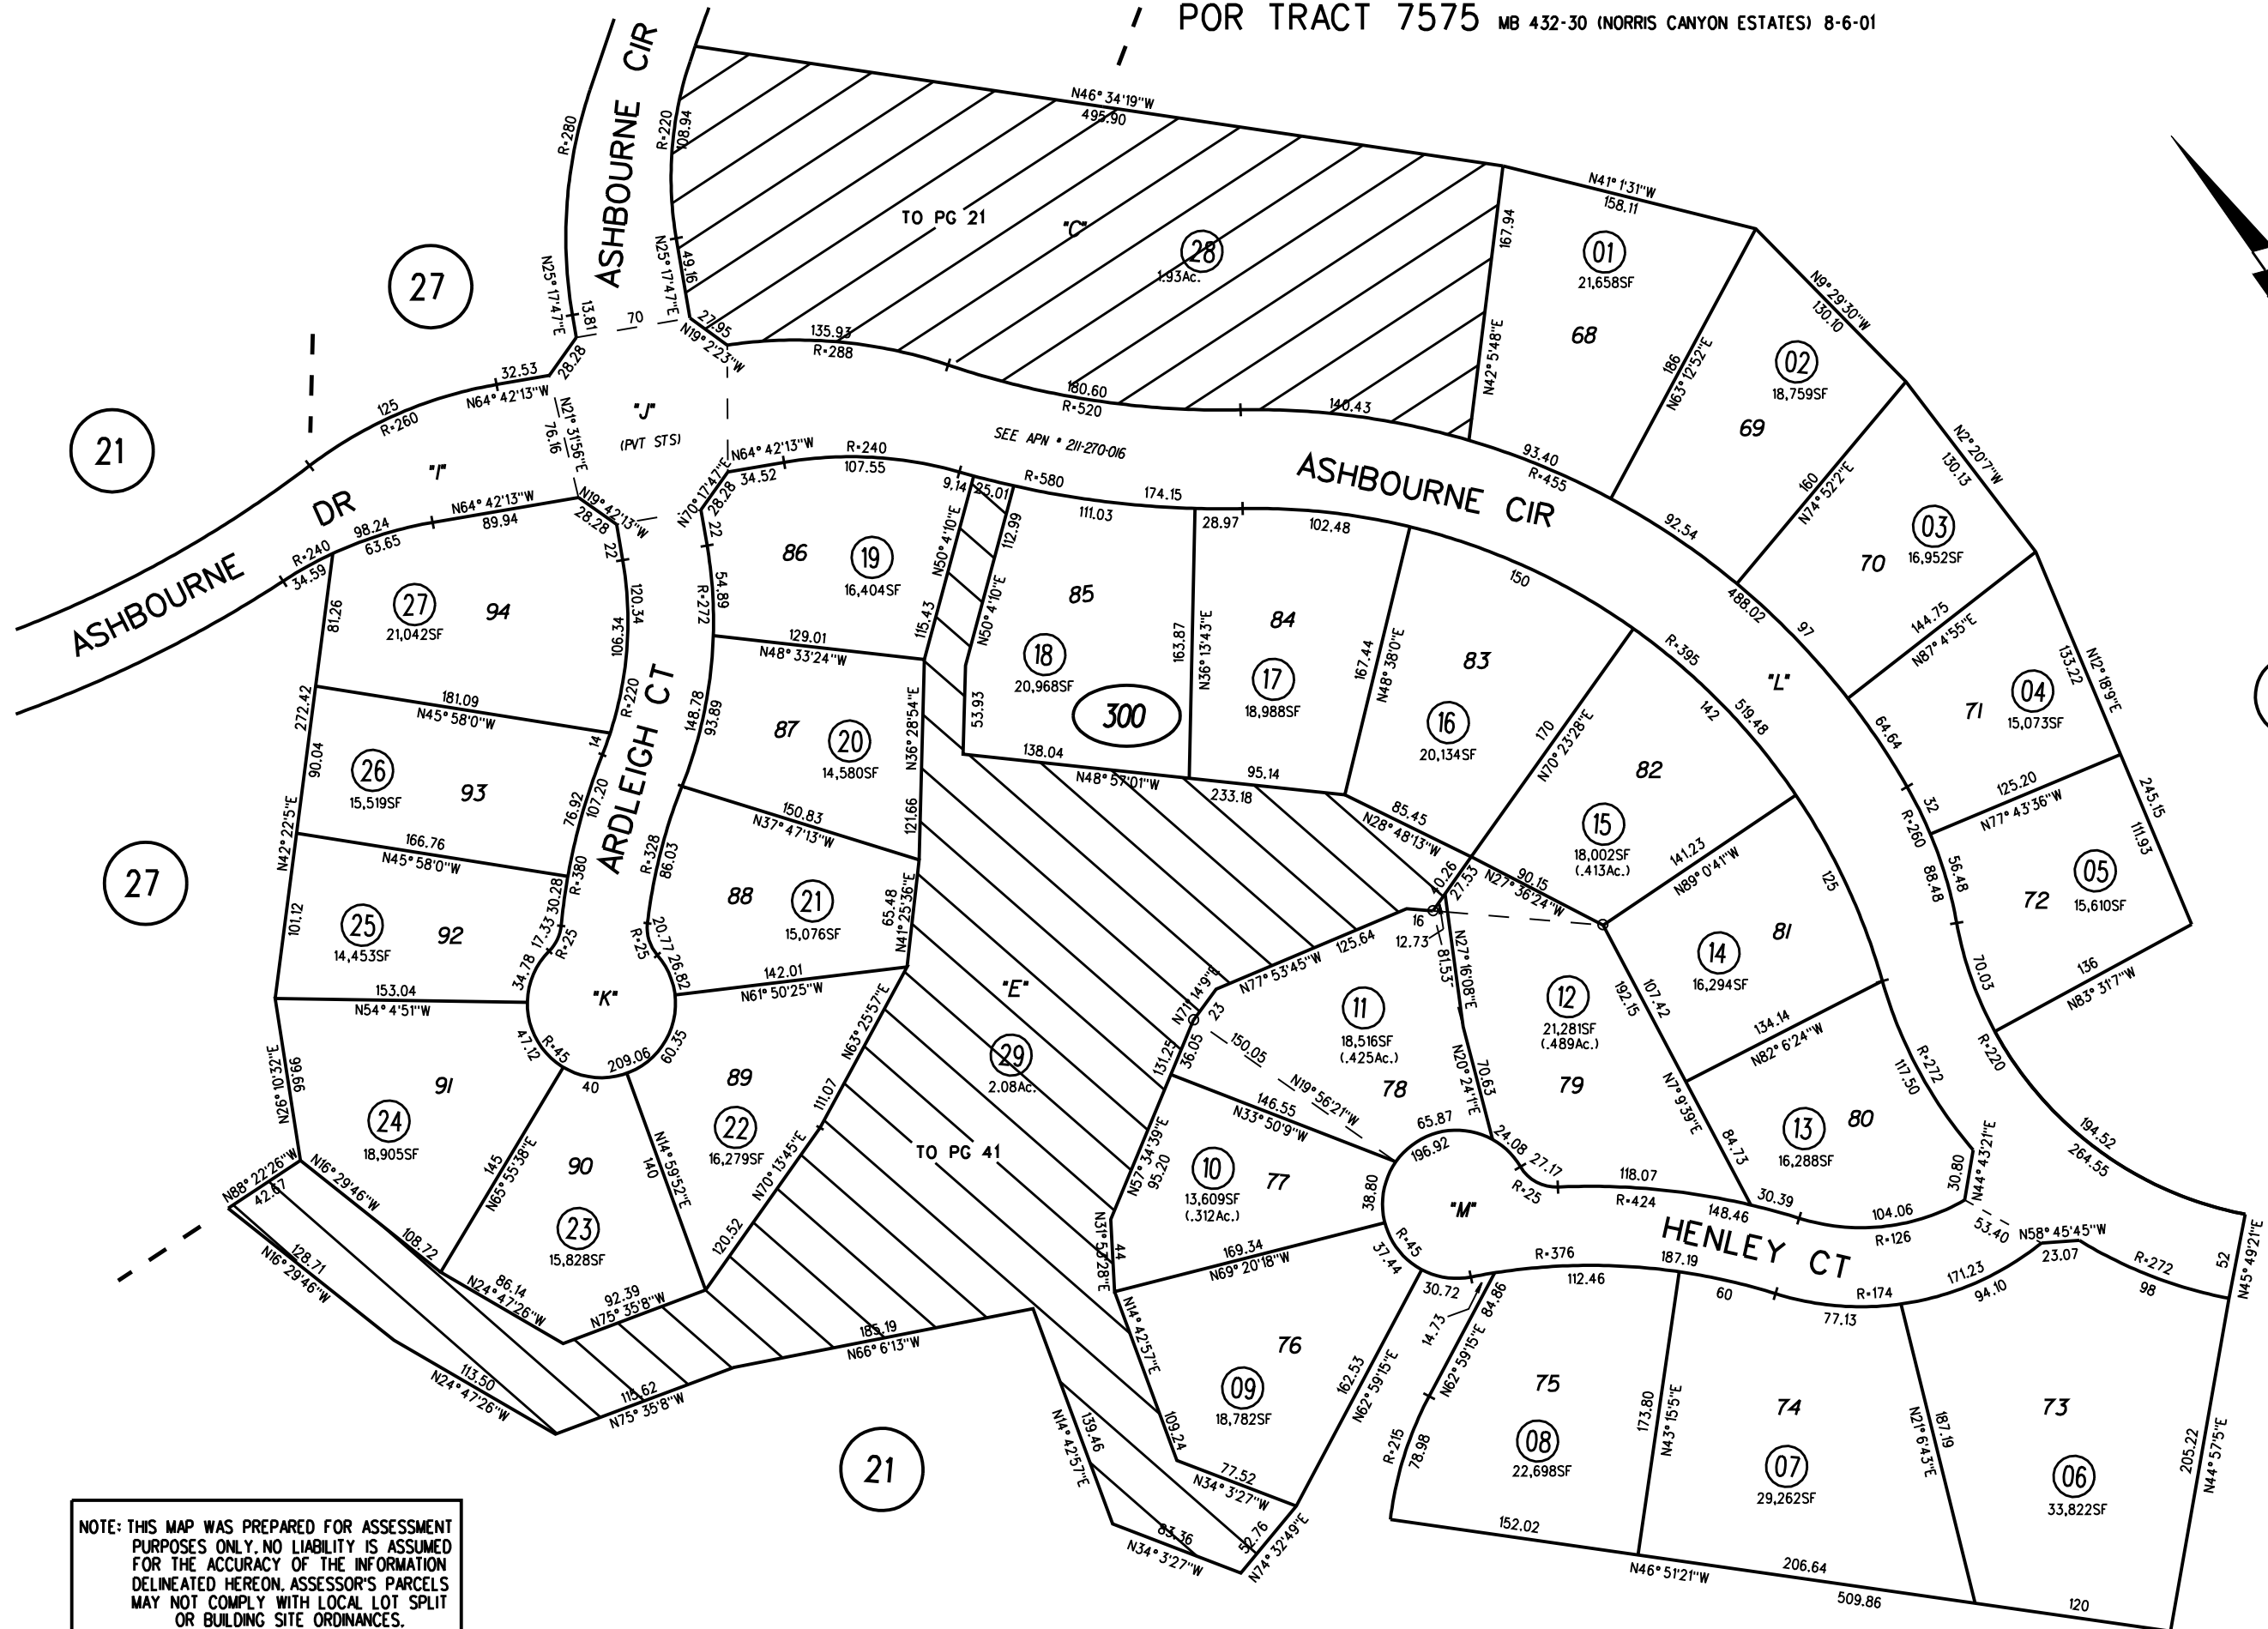 POR TRACT 7575 MB 432-30 (NORRIS CANYON ESTATES) 8-6-01
ASHBOURNE CIR
R=280
R=220
108.94
N46° 34'19"W
495.90
N41° 1'31"W
158.11
TO PG 21
"C"
28
1.93Ac.
167.94
N42° 5'48"E
01
21,658SF
68
186
N63° 12'52"E
N9° 29'30"W
130.10
02
18,759SF
69
160
N74° 52'2"E
N2° 20'7"W
130.13
03
16,952SF
70
144.75
N87° 4'55"E
N12° 18'9"E
133.22
04
15,073SF
71
125.20
N77° 43'36"W
245.15
111.93
05
15,610SF
72
136
N83° 31'7"W
27
N25° 17'47"E
13.81
70
N25° 17'47"E
49.16
27.95
N19° 2'23"W
135.93
R=288
180.60
R=520
140.43
93.40
R=455
92.54
488.02
97
64.64
32
R=260
56.48
88.48
70.03
R=220
194.52
264.55
21
125
R=260
32.53
N64° 42'13"W
28.28
N21° 31'56"E
76.16
"J"
(PVT STS)
"I"
ASHBOURNE DR
R=240
34.59
98.24
63.65
N64° 42'13"W
89.94
N19° 42'13"W
28.28
22
N70° 17'47"E
28.28
22
N64° 42'13"W
34.52
R=240
107.55
9.14
25.01
R=580
174.15
111.03
28.97
102.48
SEE APN # 211-270-016
ASHBOURNE CIR
150
R=395
142
519.48
"L"
125
R=272
117.50
81.26
27
21,042SF
94
120.34
106.34
R=220
181.09
N45° 58'0"W
272.42
N42° 22'5"E
90.04
26
15,519SF
93
14
76.92
107.20
R=380
166.76
N45° 58'0"W
101.12
25
14,453SF
92
17.33
30.28
R=25
34.78
153.04
N54° 4'51"W
27
ARDLEIGH CT
86
19
16,404SF
54.89
R=272
129.01
N48° 33'24"W
N50° 4'10"E
115.43
112.99
N50° 4'10"E
53.93
87
20
14,580SF
148.78
93.89
N36° 28'54"E
121.66
150.83
N37° 47'13"W
R=328
86.03
88
21
15,076SF
65.48
N41° 25'36"E
20.77
R=25
26.82
142.01
N61° 50'25"W
85
18
20,968SF
300
163.87
N36° 13'43"E
84
17
18,988SF
167.44
N48° 38'0"E
138.04
N48° 57'01"W
95.14
233.18
83
16
20,134SF
170
N70° 23'28"E
85.45
N28° 48'13"W
82
15
18,002SF
(.413Ac.)
141.23
N89° 0'41"W
90.15
N27° 36'24"W
10.26
27.53
16
12.73
81.53
N27° 16'08"E
81
14
16,294SF
134.14
N82° 6'24"W
107.42
192.15
N7° 9'39"E
84.73
13
16,288SF
80
N44° 43'21"E
30.80
"K"
47.12
R=45
209.06
60.35
40
N26° 10'32"E
99.66
91
24
18,905SF
145
N65° 55'38"E
90
23
15,828SF
N14° 59'52"E
140
89
22
16,279SF
N63° 25'57"E
111.07
N70° 13'45"E
120.52
N88° 22'26"W
42.67
N16° 29'46"W
108.72
128.71
N16° 29'46"W
86.14
N24° 47'26"W
113.50
N24° 47'26"W
92.39
N75° 35'8"W
115.62
N75° 35'8"W
185.19
N66° 6'13"W
"E"
29
2.08Ac.
TO PG 41
N77° 53'45"W
125.64
N71° 14'9"E
23
131.25
36.05
N57° 34'39"E
95.20
150.05
N19° 56'21"W
11
18,516SF
(.425Ac.)
78
N20° 24'1"E
70.63
12
21,281SF
(.489Ac.)
79
146.55
N33° 50'9"W
10
13,609SF
(.312Ac.)
77
65.87
196.92
38.80
24.08
27.17
R=25
"M"
R=45
37.44
118.07
R=424
148.46
30.39
104.06
R=126
53.40
N58° 45'45"W
23.07
R=272
98
52
N45° 49'21"E
HENLEY CT
169.34
N69° 20'18"W
44
76
09
18,782SF
N14° 42'57"E
109.24
162.53
N62° 59'15"E
77.52
N34° 3'27"W
N14° 42'57"E
139.46
83.36
N34° 3'27"W
52.76
N74° 32'49"E
30.72
14.73
84.86
N62° 59'15"E
R=215
78.98
R=376
187.19
112.46
60
77.13
R=174
171.23
94.10
75
08
22,698SF
173.80
N43° 15'5"E
74
07
29,262SF
187.19
N21° 6'43"E
73
06
33,822SF
205.22
N44° 57'5"E
152.02
N46° 51'21"W
206.64
509.86
120
21
NOTE: THIS MAP WAS PREPARED FOR ASSESSMENT
PURPOSES ONLY. NO LIABILITY IS ASSUMED
FOR THE ACCURACY OF THE INFORMATION
DELINEATED HEREON. ASSESSOR'S PARCELS
MAY NOT COMPLY WITH LOCAL LOT SPLIT
OR BUILDING SITE ORDINANCES.